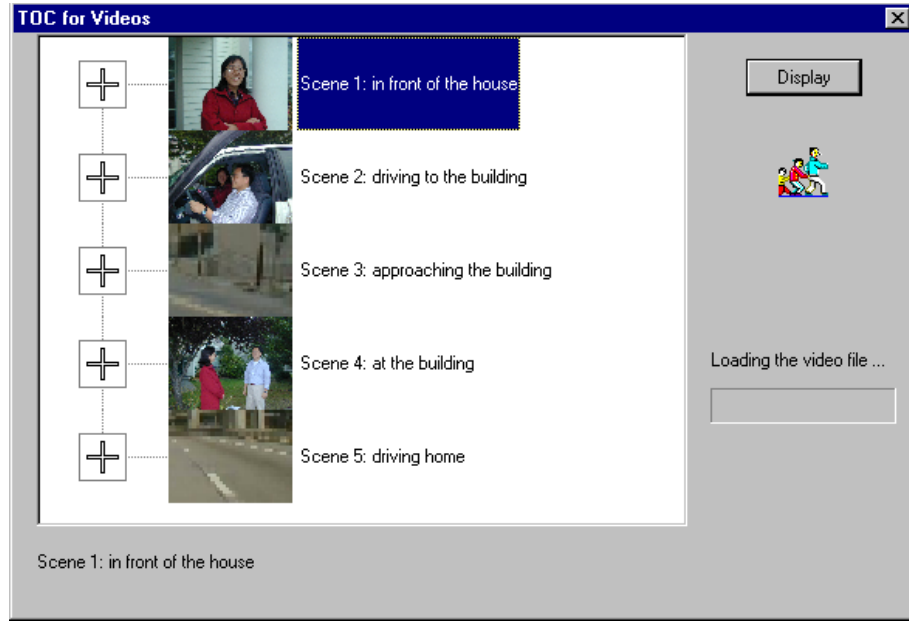 TOC for Videos
Scene 1: in front of the house
Display
Scene 2: driving to the building
Scene 3: approaching the building
Scene 4: at the building
Loading the video file ...
Scene 5: driving home
Scene 1: in front of the house